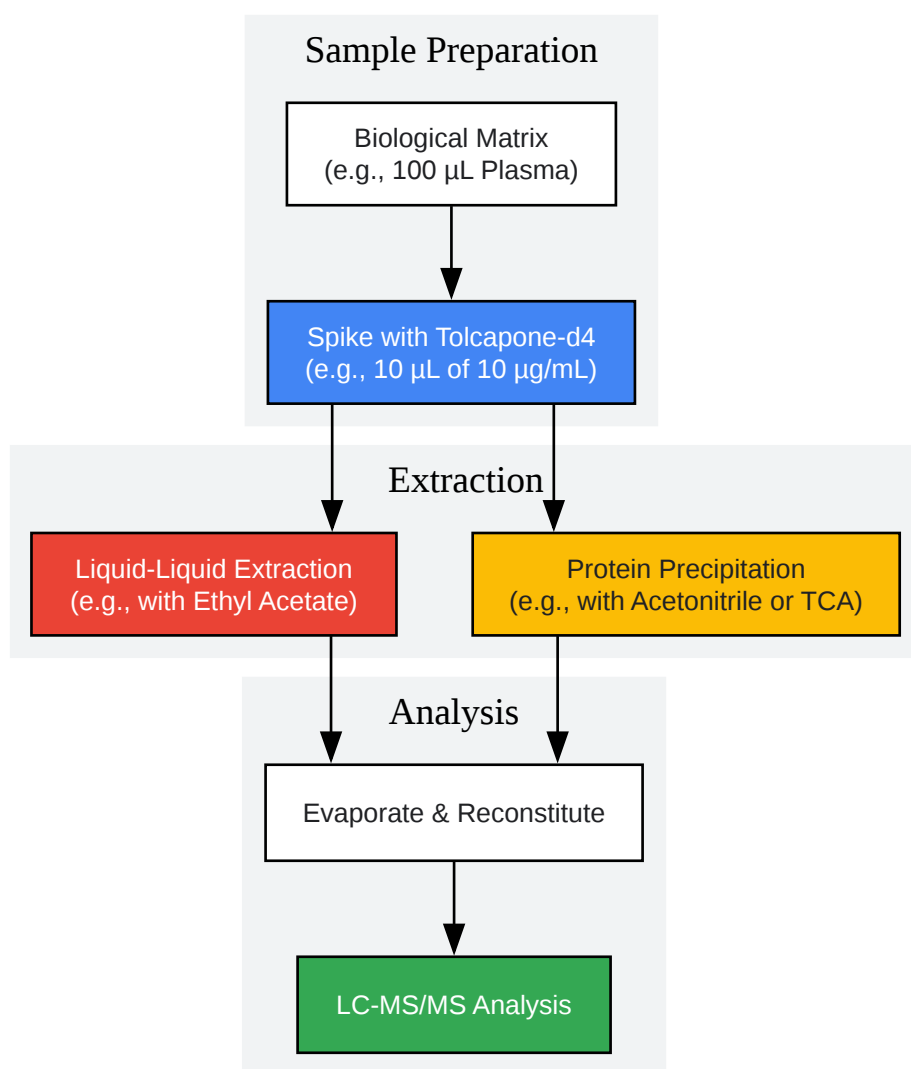 Sample Preparation
Biological Matrix
(e.g., 100 µL Plasma)
Spike with Tolcapone-d4
(e.g., 10 µL of 10 µg/mL)
Extraction
Liquid-Liquid Extraction
(e.g., with Ethyl Acetate)
Protein Precipitation
(e.g., with Acetonitrile or TCA)
Analysis
Evaporate & Reconstitute
LC-MS/MS Analysis